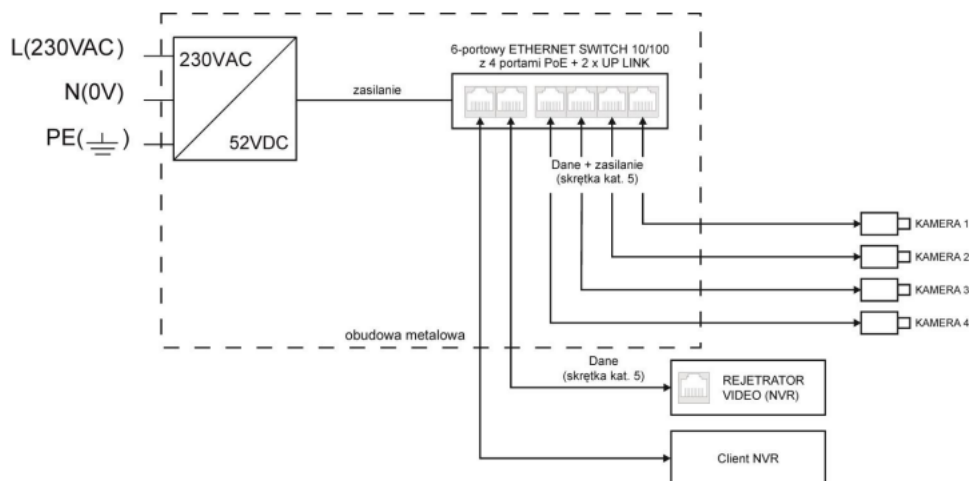 L(230VAC)
N(0V)
PE(⏚)
230VAC
52VDC
zasilanie
6-portowy ETHERNET SWITCH 10/100
z 4 portami PoE + 2 x UP LINK
Dane + zasilanie
(skrętka kat. 5)
KAMERA 1
KAMERA 2
KAMERA 3
KAMERA 4
obudowa metalowa
Dane
(skrętka kat. 5)
REJETRATOR
VIDEO (NVR)
Client NVR